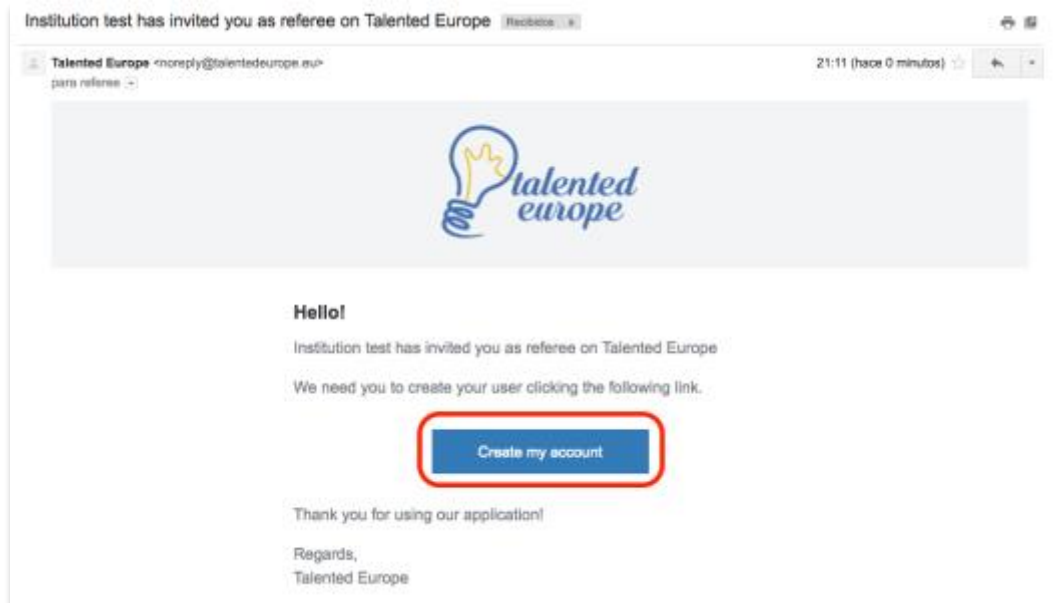 Institution test has invited you as referee on Talented Europe Recibidos x
Talented Europe <noreply@talentedeurope.eu> 21:11 (hace 0 minutos)
para referee
talented
europe
Hello!
Institution test has invited you as referee on Talented Europe
We need you to create your user clicking the following link.
Create my account
Thank you for using our application!
Regards,
Talented Europe